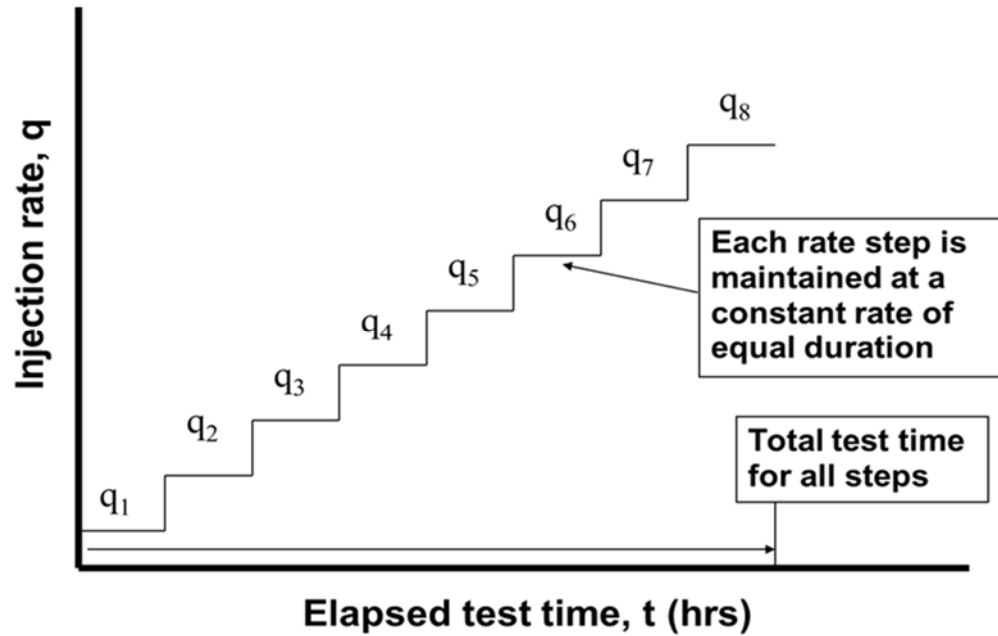 Injection rate, q
q₁
q₂
q₃
q₄
q₅
q₆
q₇
q₈
Each rate step is
maintained at a
constant rate of
equal duration
Total test time
for all steps
Elapsed test time, t (hrs)